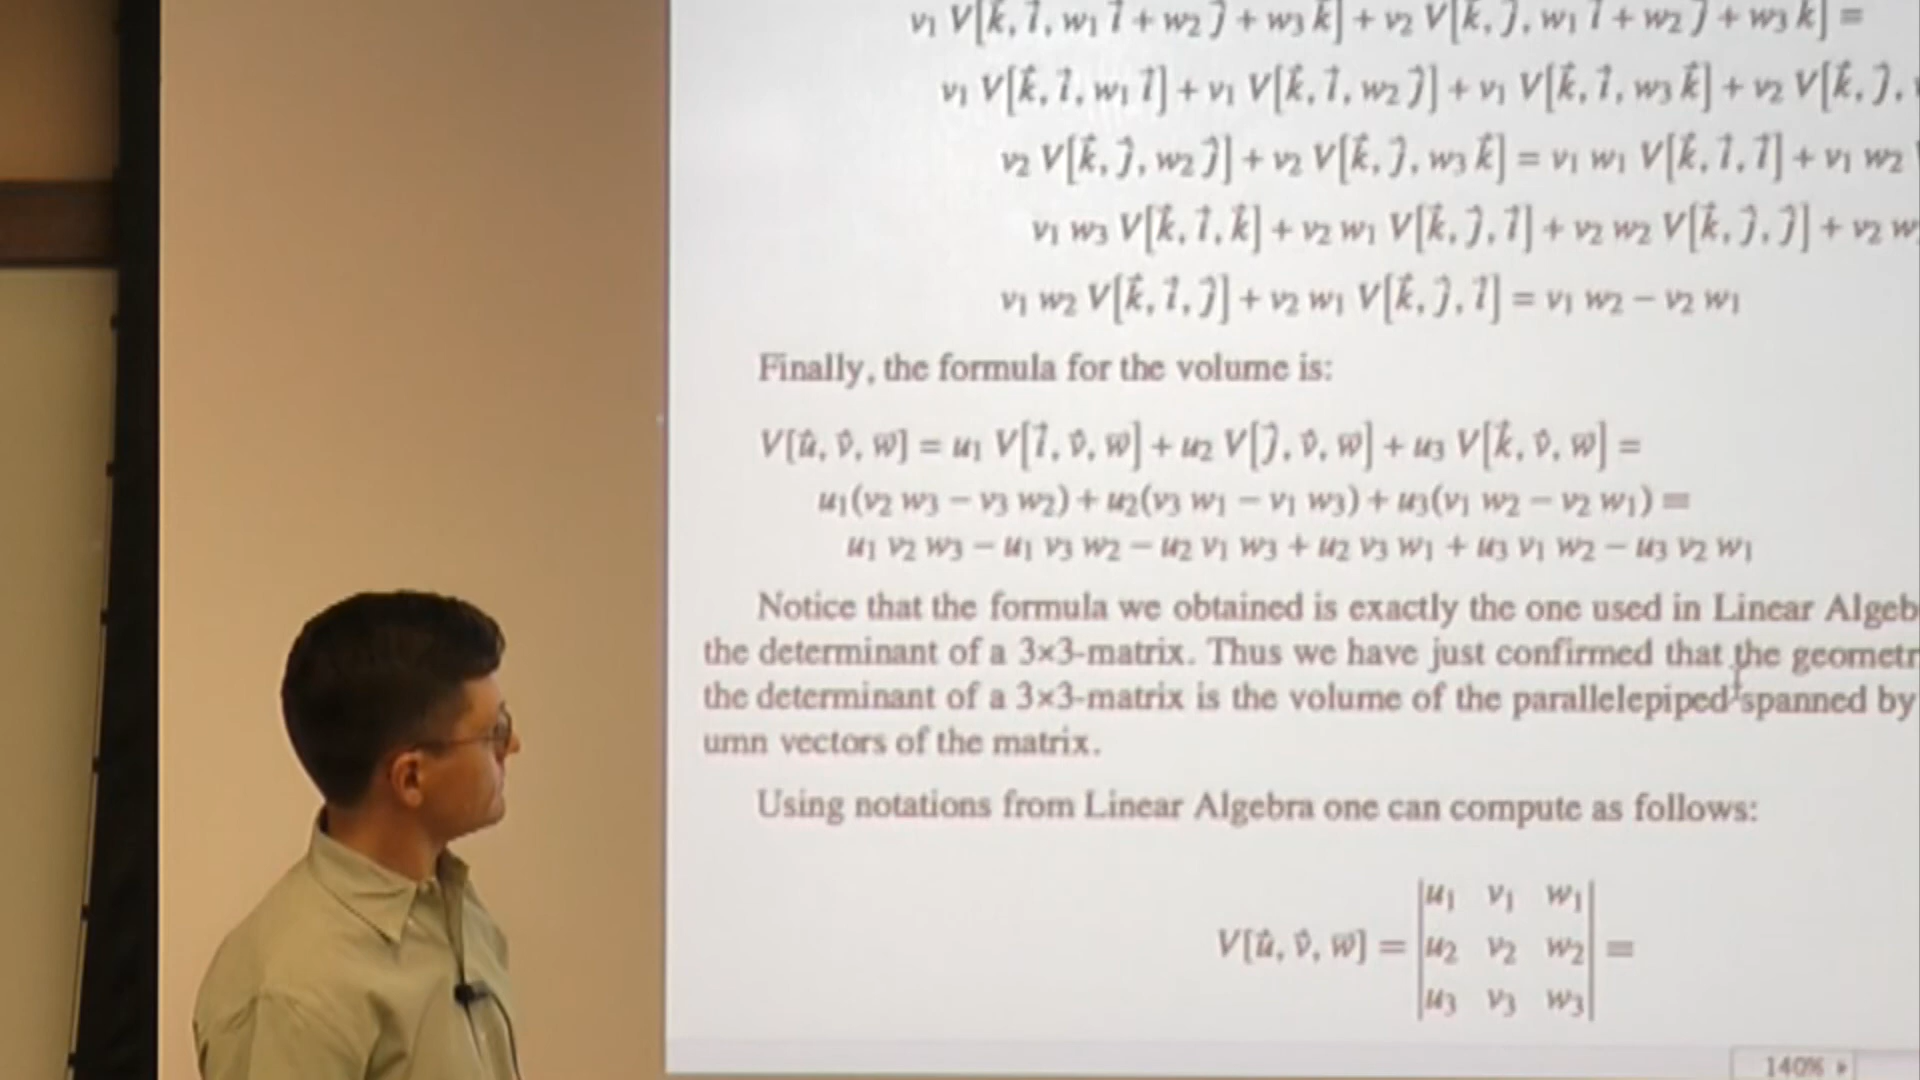 v₁ V[k⃗, i⃗, w₁ i⃗ + w₂ j⃗ + w₃ k⃗] + v₂ V[k⃗, j⃗, w₁ i⃗ + w₂ j⃗ + w₃ k⃗] =
v₁ V[k⃗, i⃗, w₁ i⃗] + v₁ V[k⃗, i⃗, w₂ j⃗] + v₁ V[k⃗, i⃗, w₃ k⃗] + v₂ V[k⃗, j⃗,
v₂ V[k⃗, j⃗, w₂ j⃗] + v₂ V[k⃗, j⃗, w₃ k⃗] = v₁ w₁ V[k⃗, i⃗, i⃗] + v₁ w₂
v₁ w₃ V[k⃗, i⃗, k⃗] + v₂ w₁ V[k⃗, j⃗, i⃗] + v₂ w₂ V[k⃗, j⃗, j⃗] + v₂ w
v₁ w₂ V[k⃗, i⃗, j⃗] + v₂ w₁ V[k⃗, j⃗, i⃗] = v₁ w₂ − v₂ w₁
Finally, the formula for the volume is:
V[u⃗, v⃗, w⃗] = u₁ V[i⃗, v⃗, w⃗] + u₂ V[j⃗, v⃗, w⃗] + u₃ V[k⃗, v⃗, w⃗] =
u₁(v₂ w₃ − v₃ w₂) + u₂(v₃ w₁ − v₁ w₃) + u₃(v₁ w₂ − v₂ w₁) =
u₁ v₂ w₃ − u₁ v₃ w₂ − u₂ v₁ w₃ + u₂ v₃ w₁ + u₃ v₁ w₂ − u₃ v₂ w₁
Notice that the formula we obtained is exactly the one used in Linear Algeb
the determinant of a 3×3-matrix. Thus we have just confirmed that the geometr
the determinant of a 3×3-matrix is the volume of the parallelepiped spanned by
umn vectors of the matrix.
Using notations from Linear Algebra one can compute as follows:
|u₁ v₁ w₁|
V[u⃗, v⃗, w⃗] = |u₂ v₂ w₂| =
|u₃ v₃ w₃|
140%